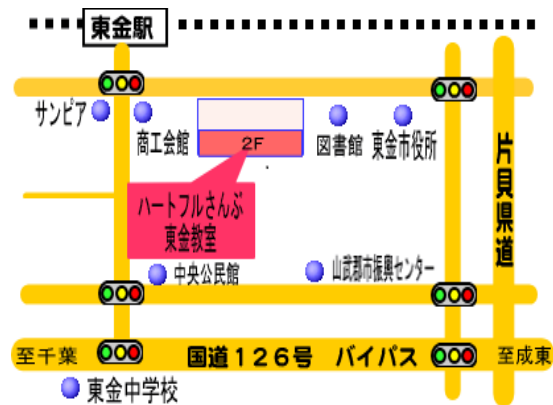 東金駅
サンピア
商工会館
2F
図書館
東金市役所
片貝県道
ハートフルさんぶ
東金教室
中央公民館
山武郡市振興センター
至千葉
国道126号 バイパス
至成東
東金中学校